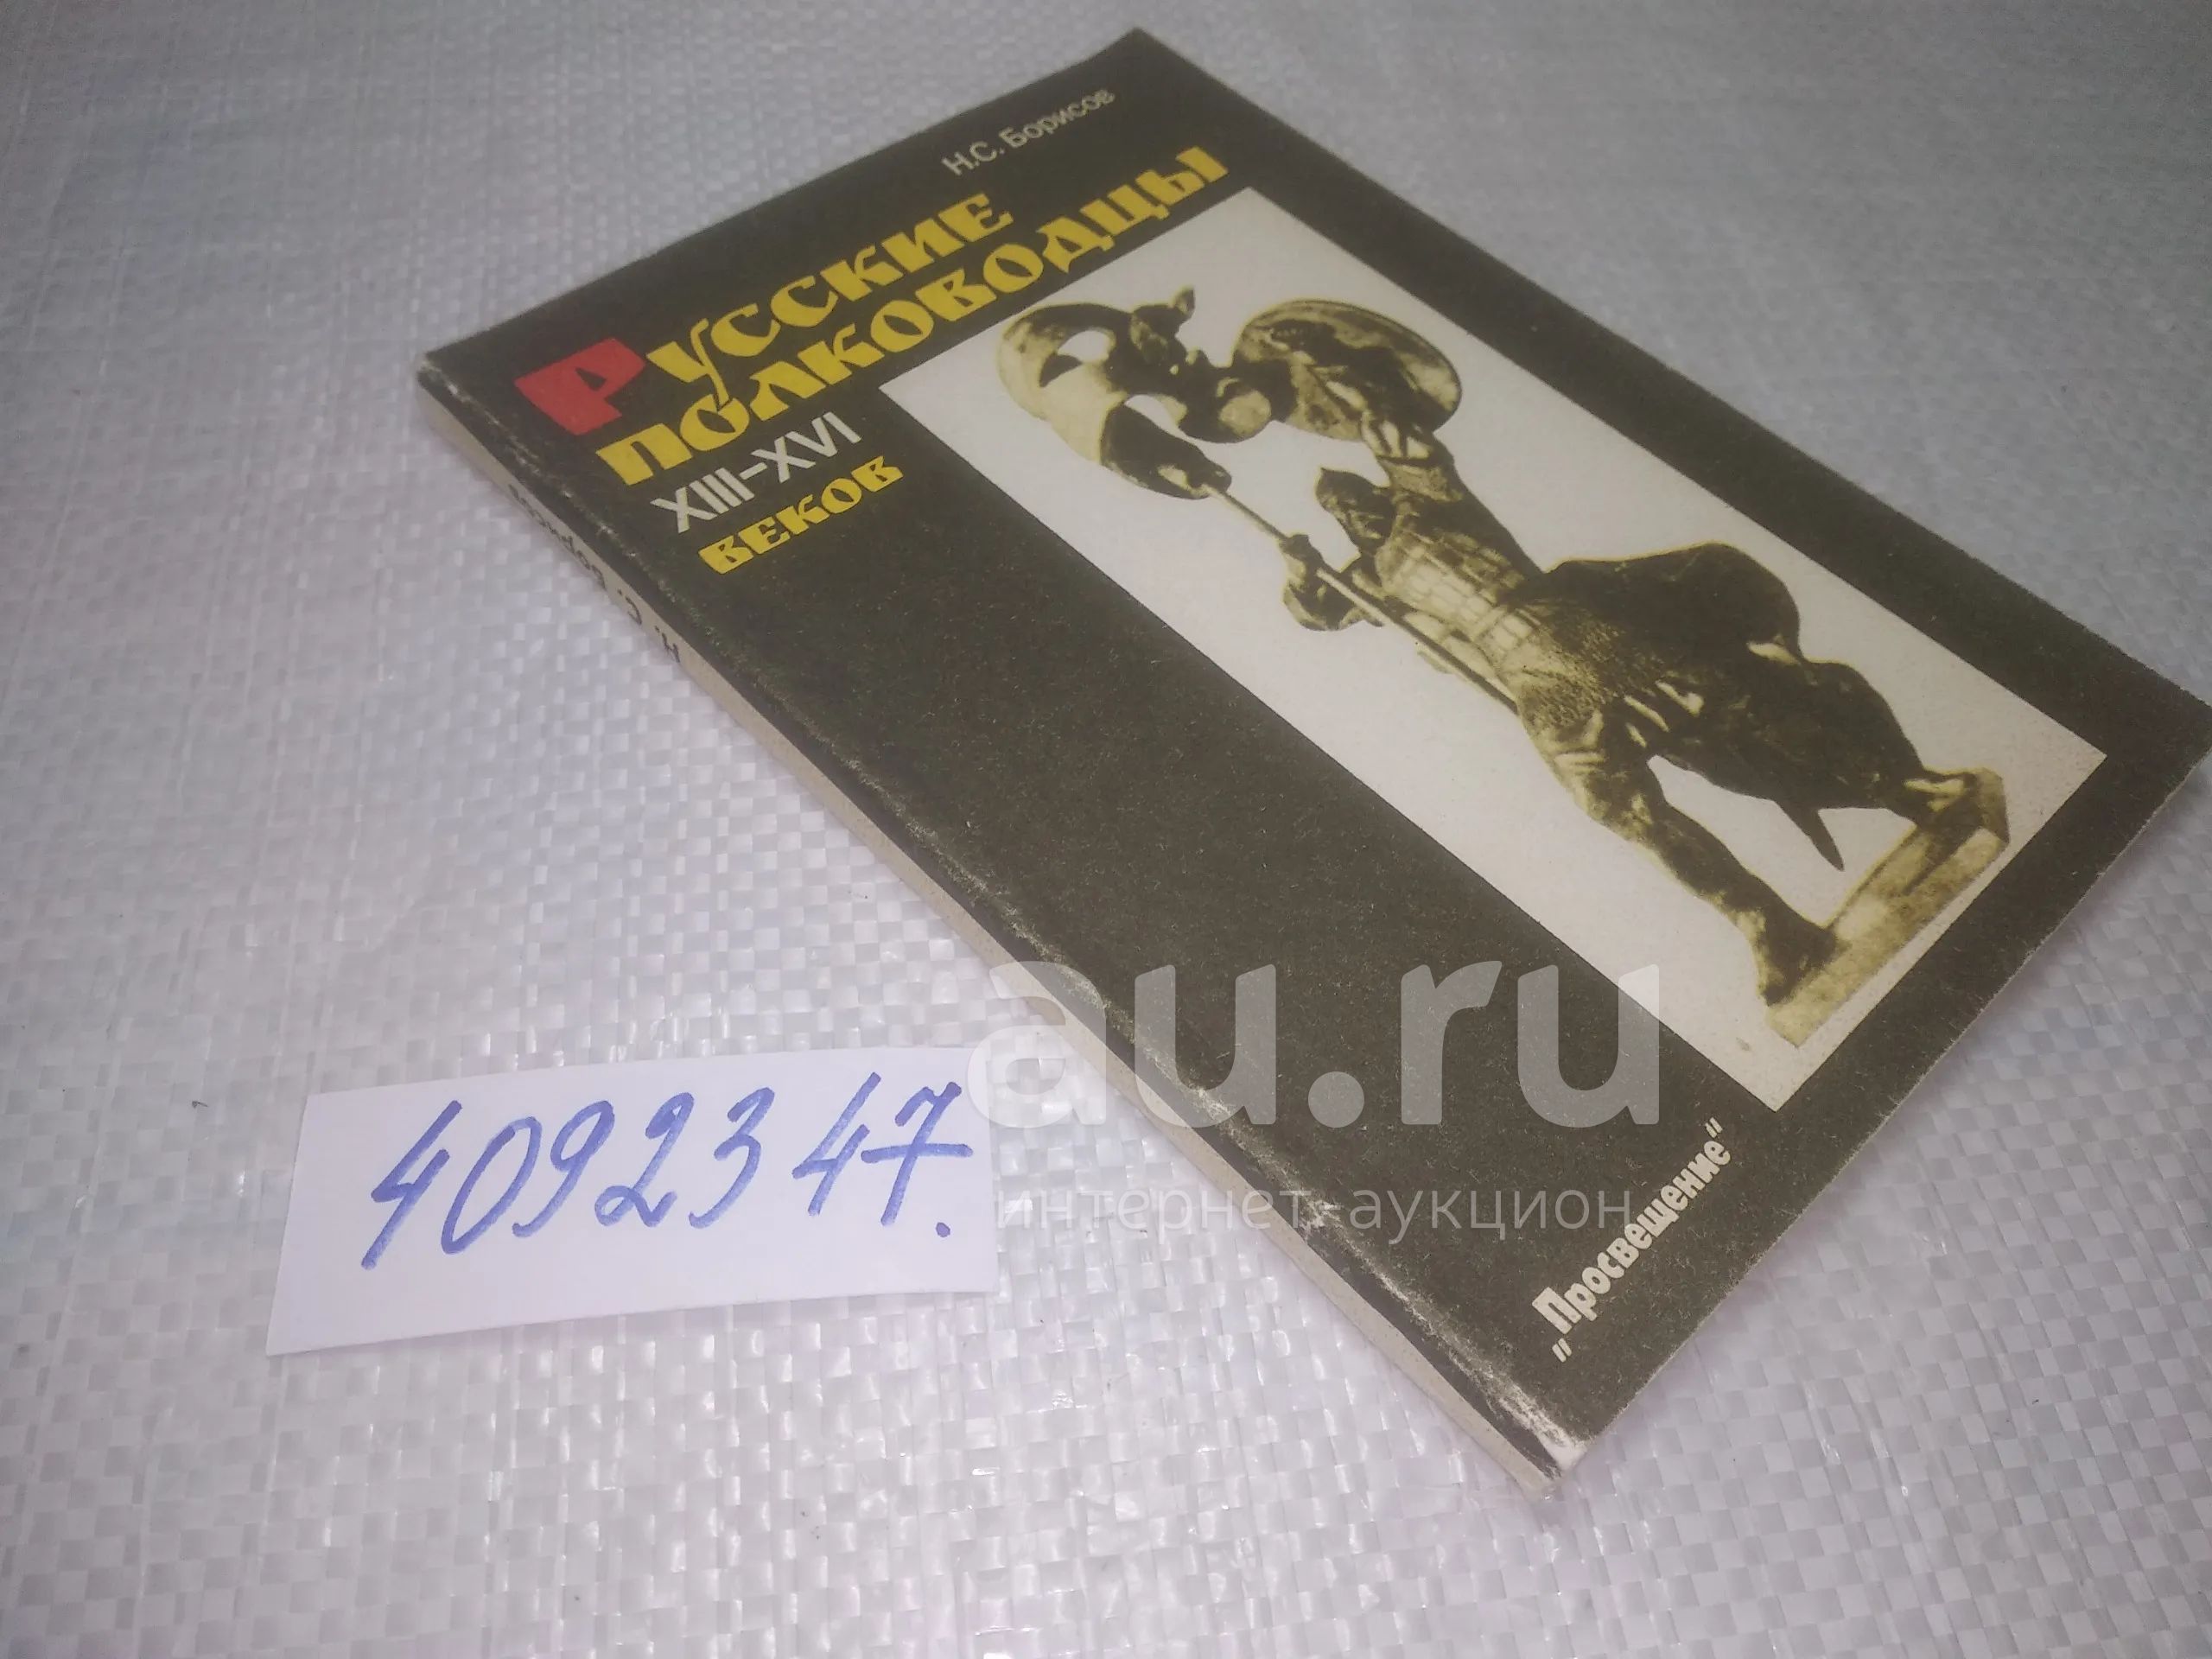 Н.С. Борисов
Русские
полководцы
XIII–XVI
веков
Н. С. Борисов
4092347.
au.ru
интернет-аукцион
„Просвещение“